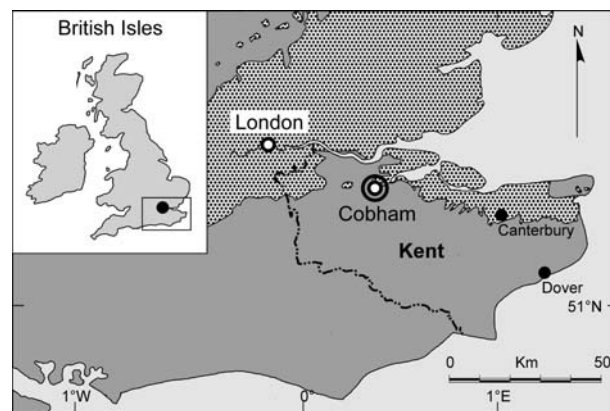 British Isles
N
London
Cobham
Canterbury
Kent
Dover
51°N
0 Km 50
1°W
0°
1°E